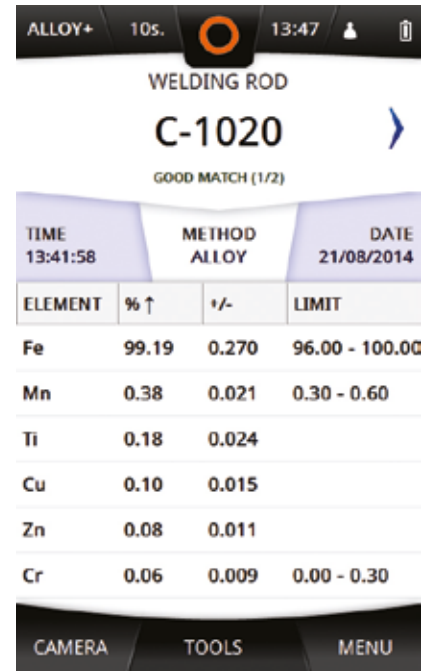 ALLOY+ 10s. 13:47
WELDING ROD
C-1020
GOOD MATCH (1/2)
TIME METHOD DATE
13:41:58 ALLOY 21/08/2014
ELEMENT % ↑ +/- LIMIT
Fe 99.19 0.270 96.00 - 100.00
Mn 0.38 0.021 0.30 - 0.60
Ti 0.18 0.024
Cu 0.10 0.015
Zn 0.08 0.011
Cr 0.06 0.009 0.00 - 0.30
CAMERA TOOLS MENU